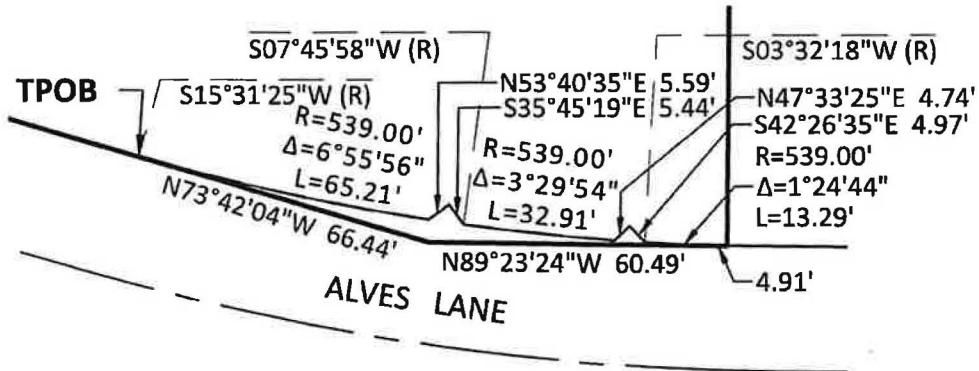 S07°45'58"W (R)
S03°32'18"W (R)
TPOB
S15°31'25"W (R)
N53°40'35"E 5.59'
S35°45'19"E 5.44'
N47°33'25"E 4.74'
S42°26'35"E 4.97'
R=539.00'
Δ=6°55'56"
L=65.21'
R=539.00'
Δ=3°29'54"
L=32.91'
R=539.00'
Δ=1°24'44"
L=13.29'
N73°42'04"W 66.44'
N89°23'24"W 60.49'
4.91'
ALVES LANE